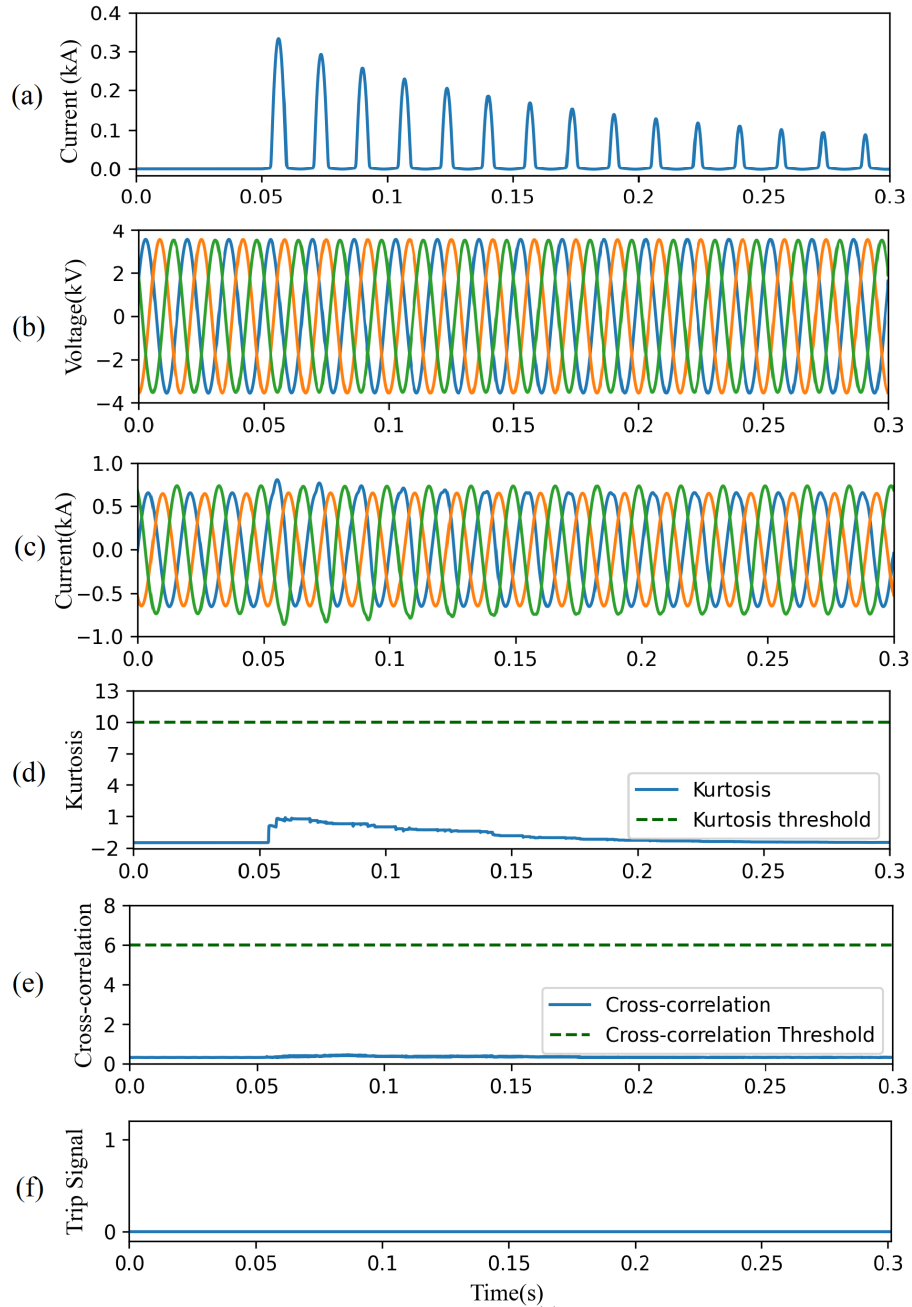 (a)
Current (kA)
0.4
0.3
0.2
0.1
0.0
0.0 0.05 0.1 0.15 0.2 0.25 0.3
(b)
Voltage(kV)
4
2
0
−2
−4
0.0 0.05 0.1 0.15 0.2 0.25 0.3
(c)
Current(kA)
1.0
0.5
0.0
−0.5
−1.0
0.0 0.05 0.1 0.15 0.2 0.25 0.3
(d)
Kurtosis
13
10
7
4
1
−2
Kurtosis
Kurtosis threshold
0.0 0.05 0.1 0.15 0.2 0.25 0.3
(e)
Cross-correlation
8
6
4
2
0
Cross-correlation
Cross-correlation Threshold
0.0 0.05 0.1 0.15 0.2 0.25 0.3
(f)
Trip Signal
1
0
0.0 0.05 0.1 0.15 0.2 0.25 0.3
Time(s)